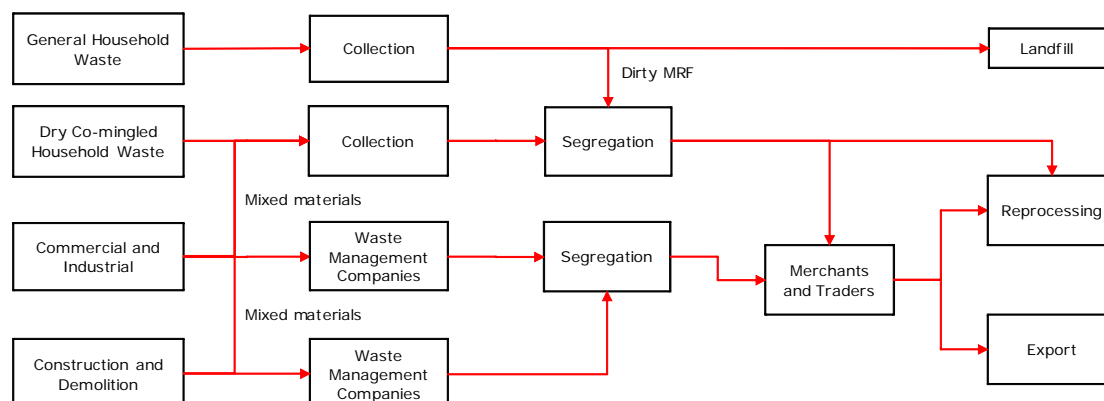 General Household
Waste
Collection
Landfill
Dirty MRF
Dry Co-mingled
Household Waste
Collection
Segregation
Mixed materials
Reprocessing
Commercial and
Industrial
Waste
Management
Companies
Segregation
Merchants
and Traders
Mixed materials
Construction and
Demolition
Waste
Management
Companies
Export